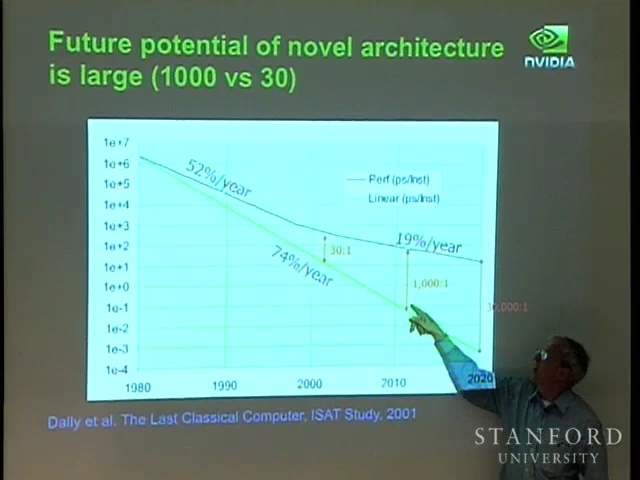 Future potential of novel architecture
is large (1000 vs 30)
NVIDIA
1e+7
1e+6
1e+5
1e+4
1e+3
1e+2
1e+1
1e+0
1e-1
1e-2
1e-3
1e-4
52%/year
Perf (ps/Inst)
Linear (ps/Inst)
19%/year
30:1
74%/year
1,000:1
30,000:1
1980
1990
2000
2010
2020
Dally et al. The Last Classical Computer, ISAT Study, 2001
STANFORD
UNIVERSITY